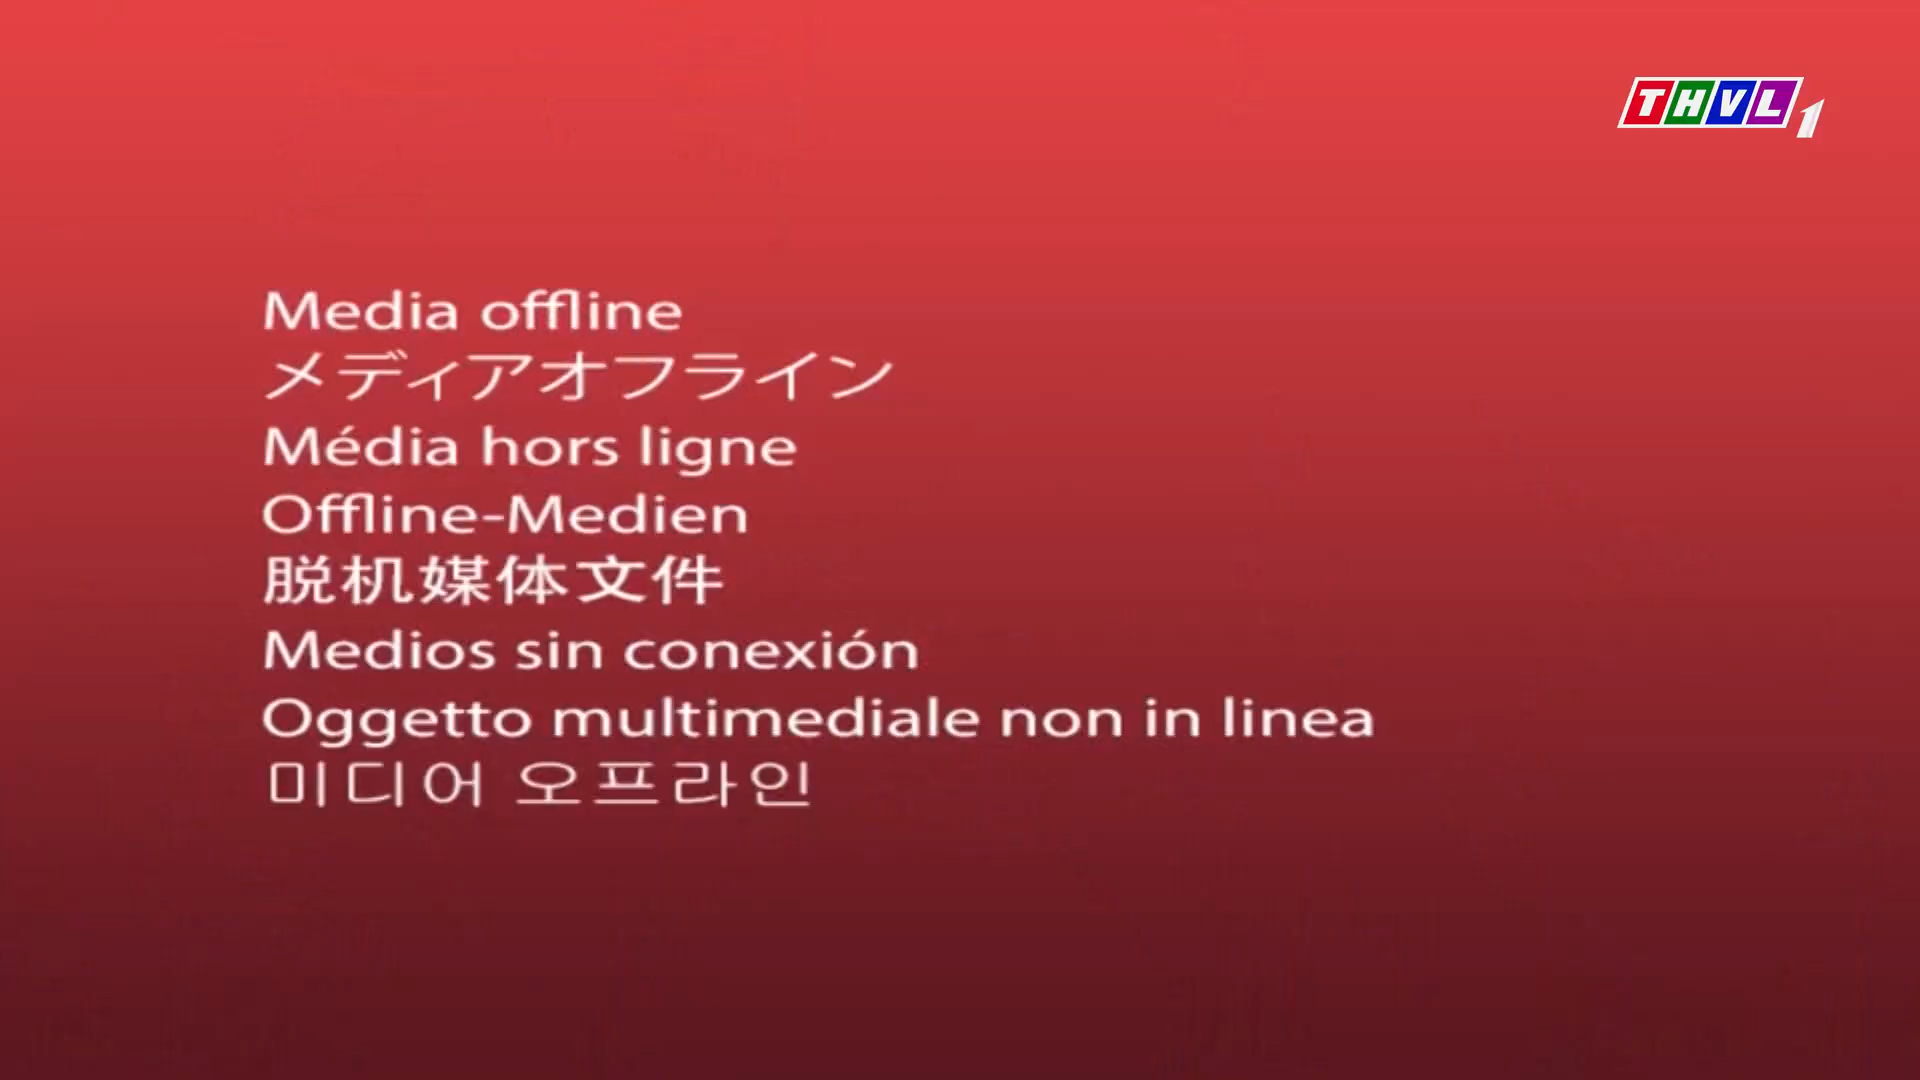 THVL1
Media offline
メディアオフライン
Média hors ligne
Offline-Medien
脱机媒体文件
Medios sin conexión
Oggetto multimediale non in linea
미디어 오프라인